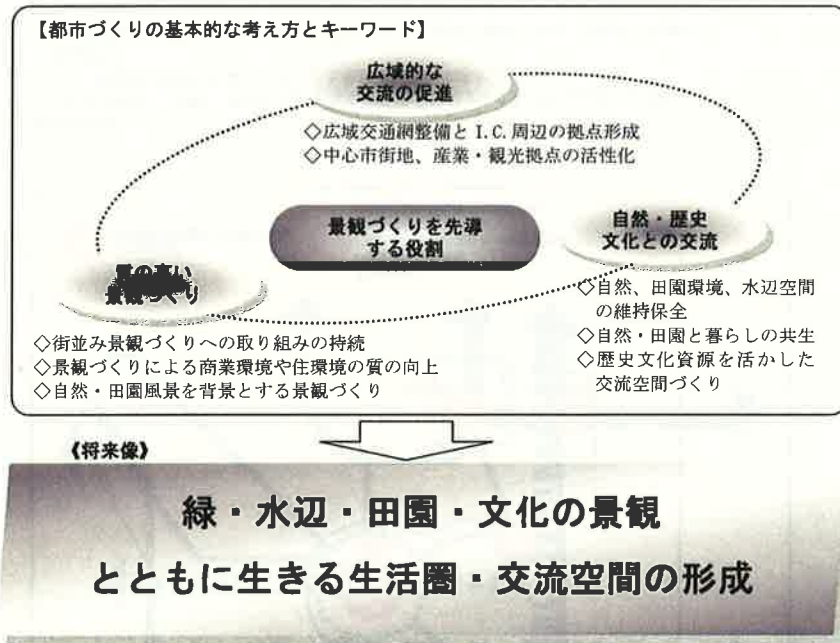 【都市づくりの基本的な考え方とキーワード】
広域的な
交流の促進
◇広域交通網整備と I.C. 周辺の拠点形成
◇中心市街地、産業・観光拠点の活性化
景観づくりを先導
する役割
自然・歴史
文化との交流
◇自然、田園環境、水辺空間
の維持保全
◇自然・田園と暮らしの共生
◇歴史文化資源を活かした
交流空間づくり
質の高い
景観づくり
◇街並み景観づくりへの取り組みの持続
◇景観づくりによる商業環境や住環境の質の向上
◇自然・田園風景を背景とする景観づくり
《将来像》
緑・水辺・田園・文化の景観
とともに生きる生活圏・交流空間の形成